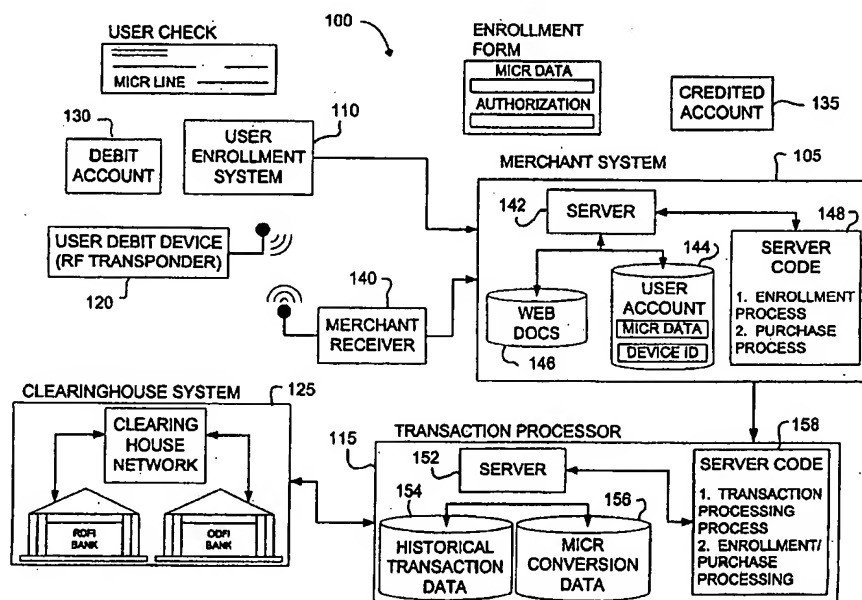 USER CHECK
MICR LINE
100
ENROLLMENT
FORM
MICR DATA
AUTHORIZATION
CREDITED
ACCOUNT
135
130
DEBIT
ACCOUNT
110
USER
ENROLLMENT
SYSTEM
MERCHANT SYSTEM
105
142
SERVER
148
SERVER
CODE
1. ENROLLMENT
PROCESS
2. PURCHASE
PROCESS
144
USER
ACCOUNT
MICR DATA
DEVICE ID
WEB
DOCS
146
USER DEBIT DEVICE
(RF TRANSPONDER)
120
140
MERCHANT
RECEIVER
CLEARINGHOUSE SYSTEM
125
CLEARING
HOUSE
NETWORK
RDFI
BANK
ODFI
BANK
TRANSACTION PROCESSOR
115
152
SERVER
154
HISTORICAL
TRANSACTION
DATA
156
MICR
CONVERSION
DATA
158
SERVER CODE
1. TRANSACTION
PROCESSING
PROCESS
2. ENROLLMENT/
PURCHASE
PROCESSING